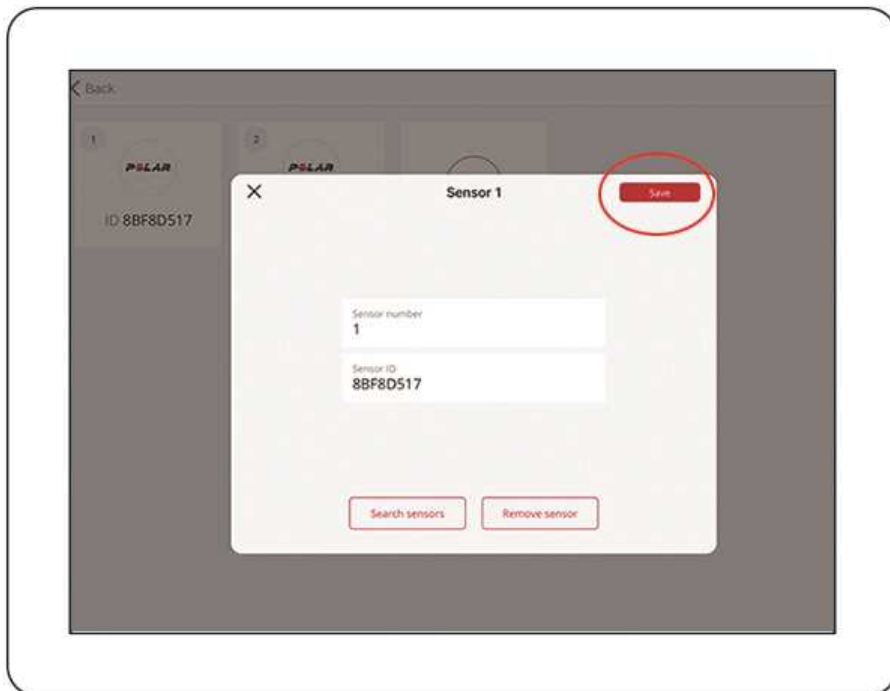 Back
1
2
POLAR
POLAR
ID 8BF8D517
Sensor 1
Save
Sensor number
1
Sensor ID
8BF8D517
Search sensors
Remove sensor